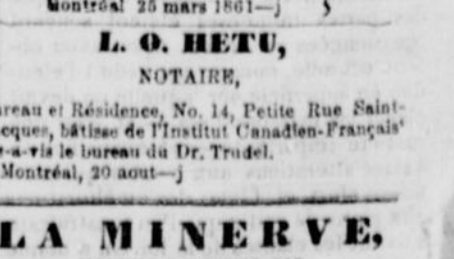 Montréal 25 mars 1861—j
L. O. HETU,
NOTAIRE,
ureau et Résidence, No. 14, Petite Rue Saint-
cques, bâtisse de l'Institut Canadien-Français
-a-vis le bureau du Dr. Trudel.
Montréal, 20 aout—j
LA MINERVE,